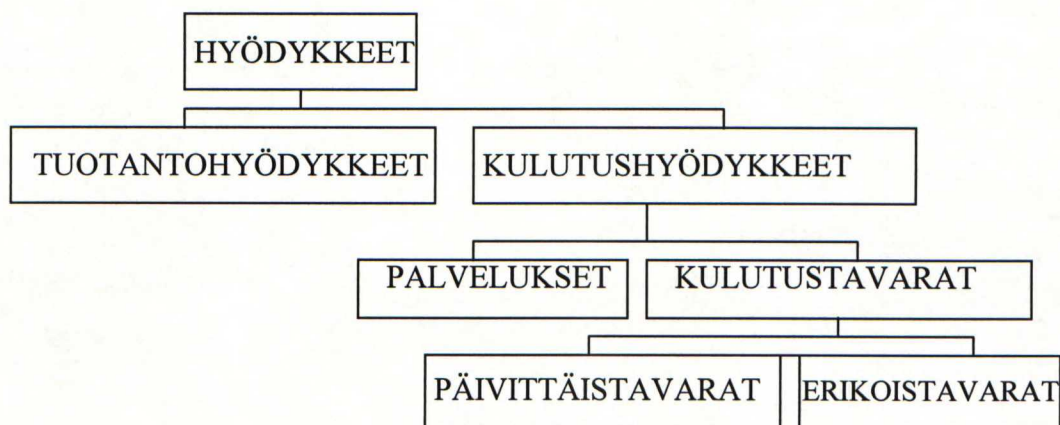 HYÖDYKKEET
TUOTANTOHYÖDYKKEET
KULUTUSHYÖDYKKEET
PALVELUKSET
KULUTUSTAVARAT
PÄIVITTÄISTAVARAT
ERIKOISTAVARAT